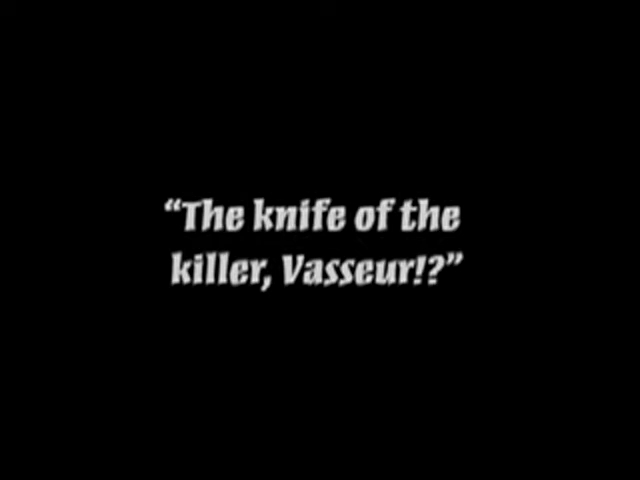 “The knife of the
killer, Vasseur!?”